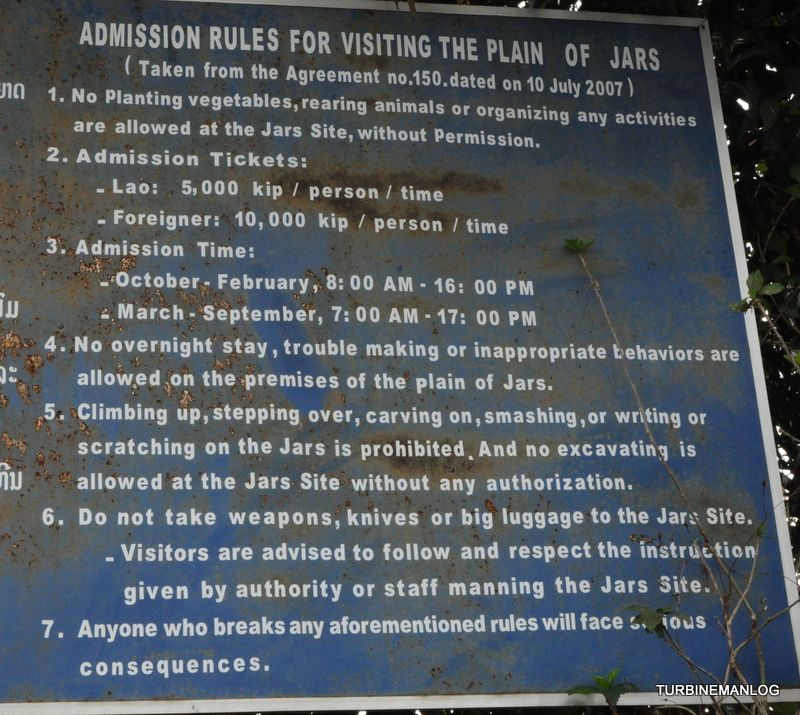 ADMISSION RULES FOR VISITING THE PLAIN OF JARS
( Taken from the Agreement no.150.dated on 10 July 2007 )
1. No Planting vegetables, rearing animals or organizing any activities
are allowed at the Jars Site, without Permission.
2. Admission Tickets:
- Lao: 5,000 kip / person / time
- Foreigner: 10,000 kip / person / time
3. Admission Time:
- October - February, 8: 00 AM - 16: 00 PM
- March - September, 7: 00 AM - 17: 00 PM
4. No overnight stay, trouble making or inappropriate behaviors are
allowed on the premises of the plain of Jars.
5. Climbing up, stepping over, carving on, smashing, or writing or
scratching on the Jars is prohibited. And no excavating is
allowed at the Jars Site without any authorization.
6. Do not take weapons, knives or big luggage to the Jars Site.
- Visitors are advised to follow and respect the instruction
given by authority or staff manning the Jars Site.
7. Anyone who breaks any aforementioned rules will face serious
consequences.
TURBINEMANLOG